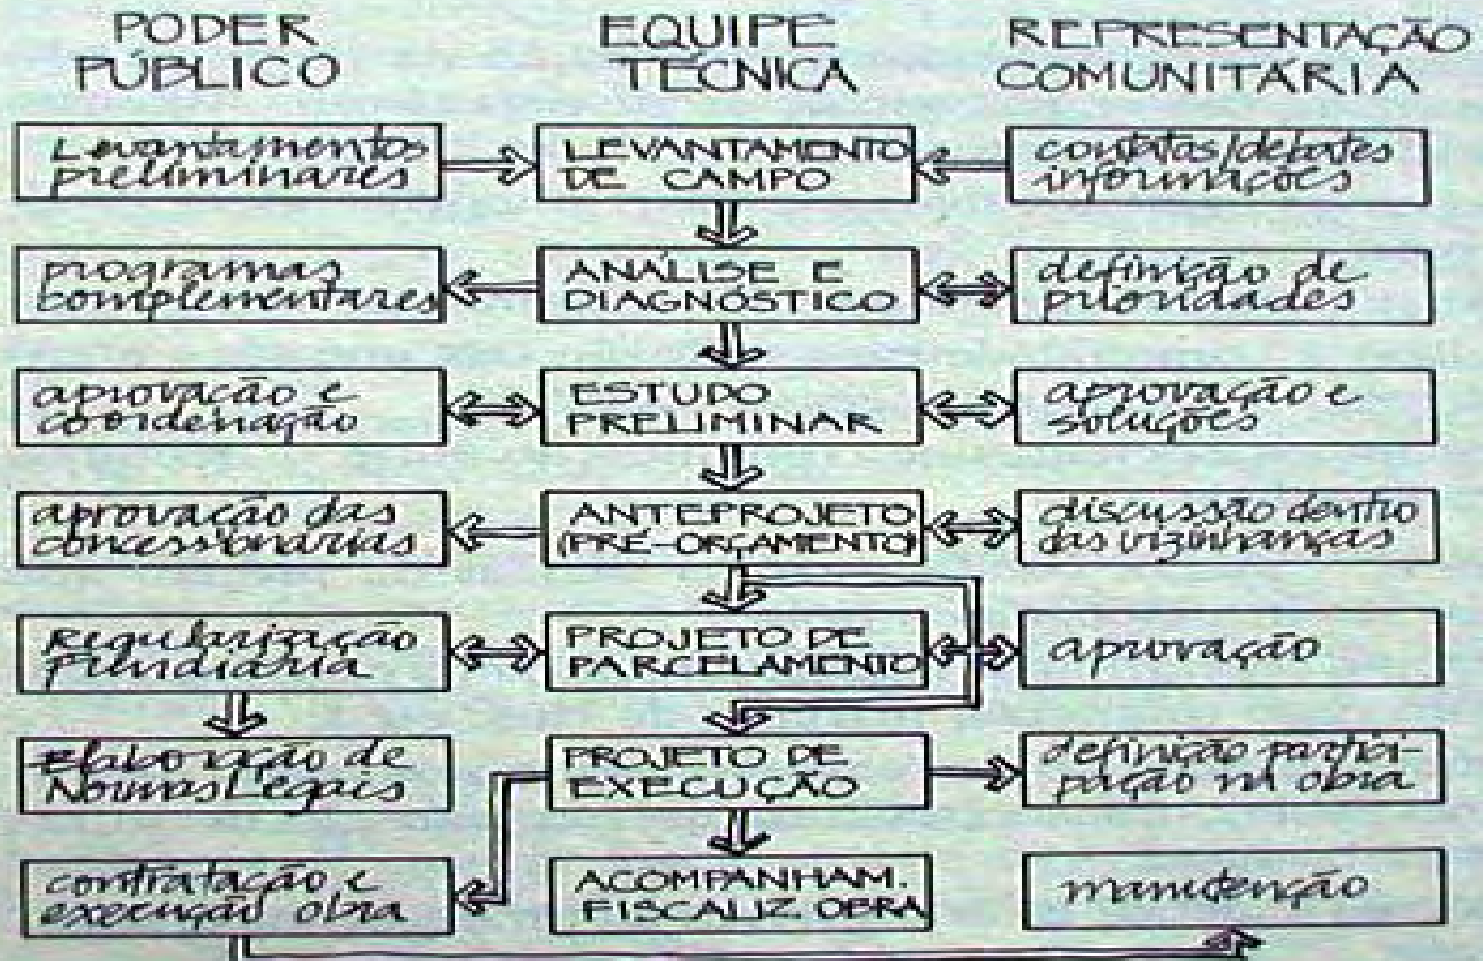 PODER
PÚBLICO
EQUIPE
TÉCNICA
REPRESENTAÇÃO
COMUNITÁRIA
Levantamentos
preliminares
LEVANTAMENTO
DE CAMPO
contatos/debates
informações
programas
complementares
ANÁLISE E
DIAGNÓSTICO
definição de
prioridades
aprovação e
coordenação
ESTUDO
PRELIMINAR
aprovação e
soluções
aprovação das
concessionárias
ANTEPROJETO
(PRÉ-ORÇAMENTO)
discussão dentro
das vizinhanças
Regularização
fundiária
PROJETO DE
PARCELAMENTO
aprovação
Elaboração de
Normas Legais
PROJETO DE
EXECUÇÃO
definição partici-
pação na obra
contratação e
execução obra
ACOMPANHAM.
FISCALIZ. OBRA
manutenção